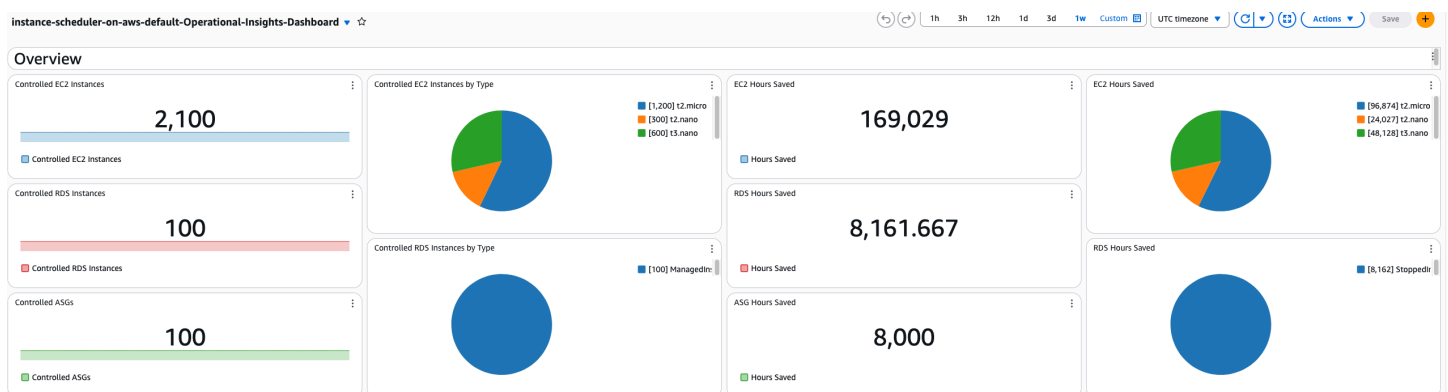 instance-scheduler-on-aws-default-Operational-Insights-Dashboard
1h 3h 12h 1d 3d 1w Custom UTC timezone Actions Save +
Overview
Controlled EC2 Instances
2,100
Controlled EC2 Instances
Controlled EC2 Instances by Type
[1,200] t2.micro
[300] t2.nano
[600] t3.nano
EC2 Hours Saved
169,029
Hours Saved
EC2 Hours Saved
[96,874] t2.micro
[24,027] t2.nano
[48,128] t3.nano
Controlled RDS Instances
100
Controlled RDS Instances
RDS Hours Saved
8,161.667
Hours Saved
Controlled RDS Instances by Type
[100] ManagedIn
RDS Hours Saved
[8,162] StoppedIr
Controlled ASGs
100
Controlled ASGs
ASG Hours Saved
8,000
Hours Saved